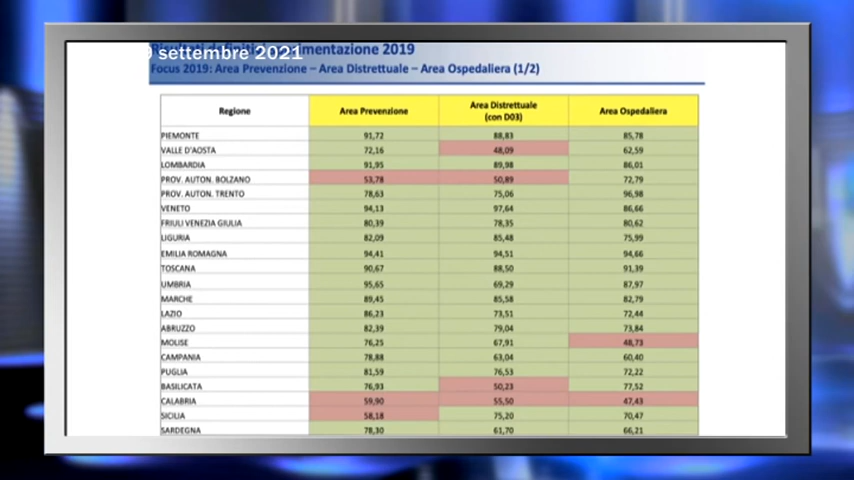 9 settembre 2021
Risultati definiti mentazione 2019
Focus 2019: Area Prevenzione – Area Distrettuale – Area Ospedaliera (1/2)
Regione Area Prevenzione Area Distrettuale (con D03) Area Ospedaliera
PIEMONTE 91,72 88,83 85,78
VALLE D'AOSTA 72,16 48,09 62,59
LOMBARDIA 91,95 89,98 86,01
PROV. AUTON. BOLZANO 53,78 50,89 72,79
PROV. AUTON. TRENTO 78,63 75,06 96,98
VENETO 94,13 97,64 86,66
FRIULI VENEZIA GIULIA 80,39 78,35 80,62
LIGURIA 82,09 85,48 75,99
EMILIA ROMAGNA 94,41 94,51 94,66
TOSCANA 90,67 88,50 91,39
UMBRIA 95,65 69,29 87,97
MARCHE 89,45 85,58 82,79
LAZIO 86,23 73,51 72,44
ABRUZZO 82,39 79,04 73,84
MOLISE 76,25 67,91 48,73
CAMPANIA 78,88 63,04 60,40
PUGLIA 81,59 76,53 72,22
BASILICATA 76,93 50,23 77,52
CALABRIA 59,90 55,50 47,43
SICILIA 58,18 75,20 70,47
SARDEGNA 78,30 61,70 66,21